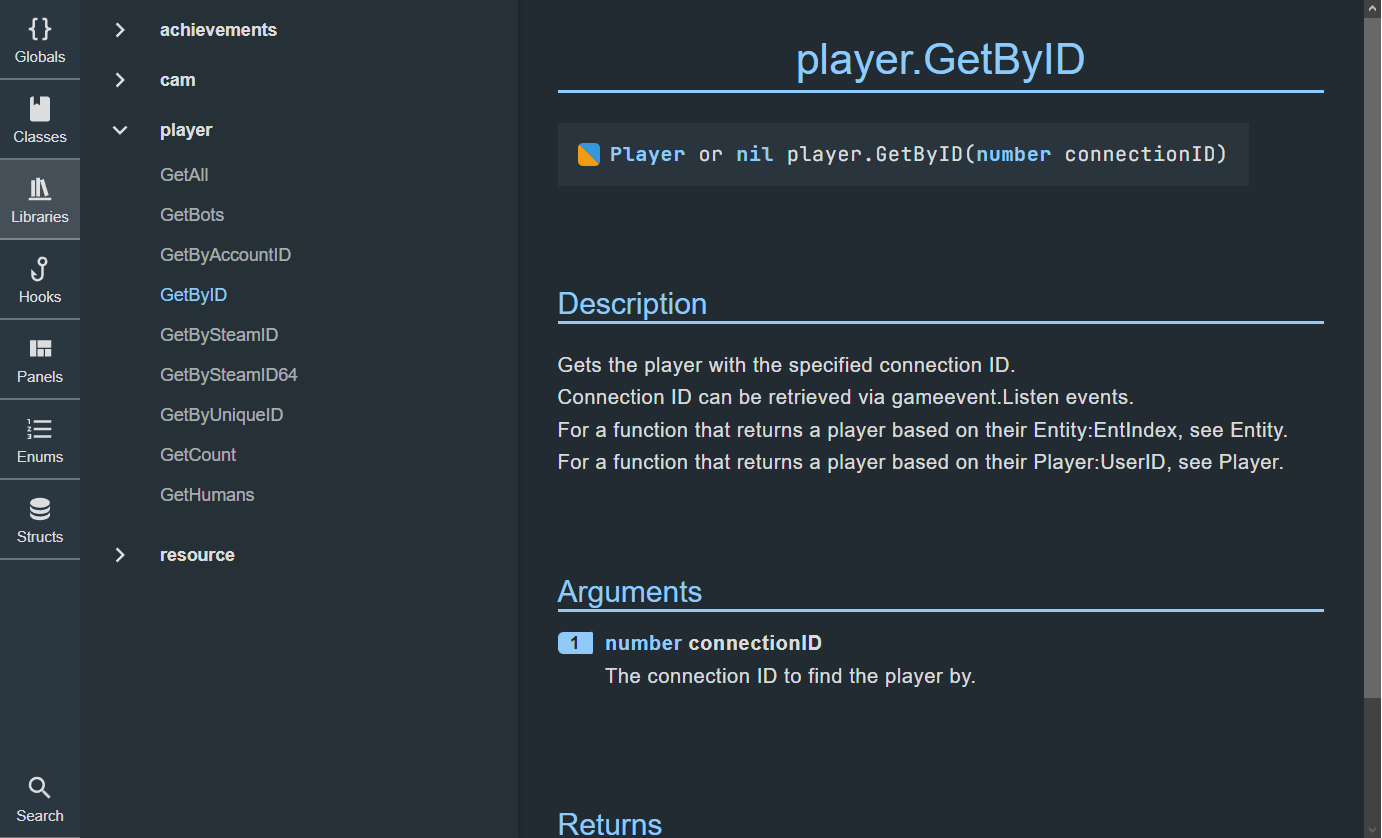 Globals
Classes
Libraries
Hooks
Panels
Enums
Structs
Search
achievements
cam
player
GetAll
GetBots
GetByAccountID
GetByID
GetBySteamID
GetBySteamID64
GetByUniqueID
GetCount
GetHumans
resource
player.GetByID
Player or nil player.GetByID(number connectionID)
Description
Gets the player with the specified connection ID.
Connection ID can be retrieved via gameevent.Listen events.
For a function that returns a player based on their Entity:EntIndex, see Entity.
For a function that returns a player based on their Player:UserID, see Player.
Arguments
1 number connectionID
The connection ID to find the player by.
Returns